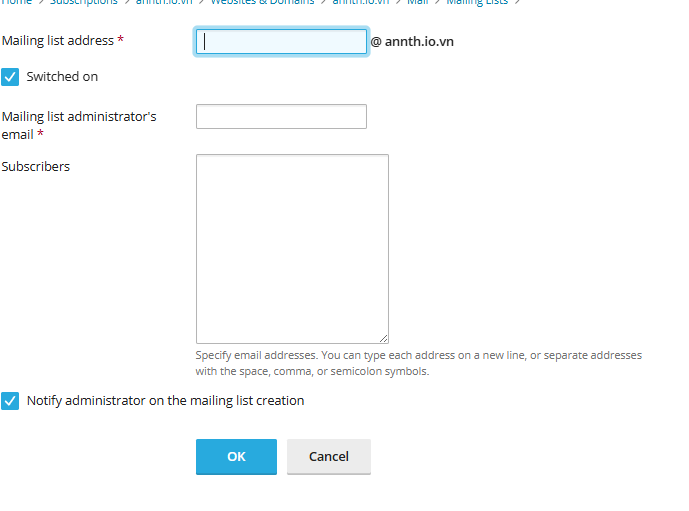 Home > Subscriptions > annth.io.vn > Websites & Domains > annth.io.vn > Mail > Mailing Lists >
Mailing list address *
@ annth.io.vn
Switched on
Mailing list administrator's
email *
Subscribers
Specify email addresses. You can type each address on a new line, or separate addresses
with the space, comma, or semicolon symbols.
Notify administrator on the mailing list creation
OK
Cancel